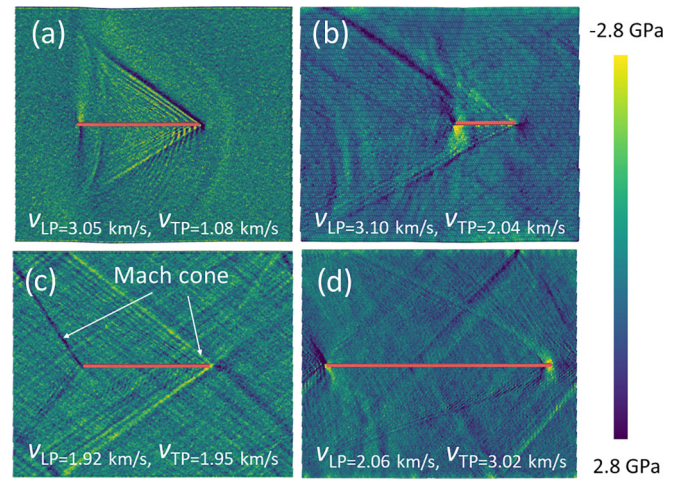 (a)
vLP=3.05 km/s, vTP=1.08 km/s
(b)
vLP=3.10 km/s, vTP=2.04 km/s
(c)
Mach cone
vLP=1.92 km/s, vTP=1.95 km/s
(d)
vLP=2.06 km/s, vTP=3.02 km/s
-2.8 GPa
2.8 GPa